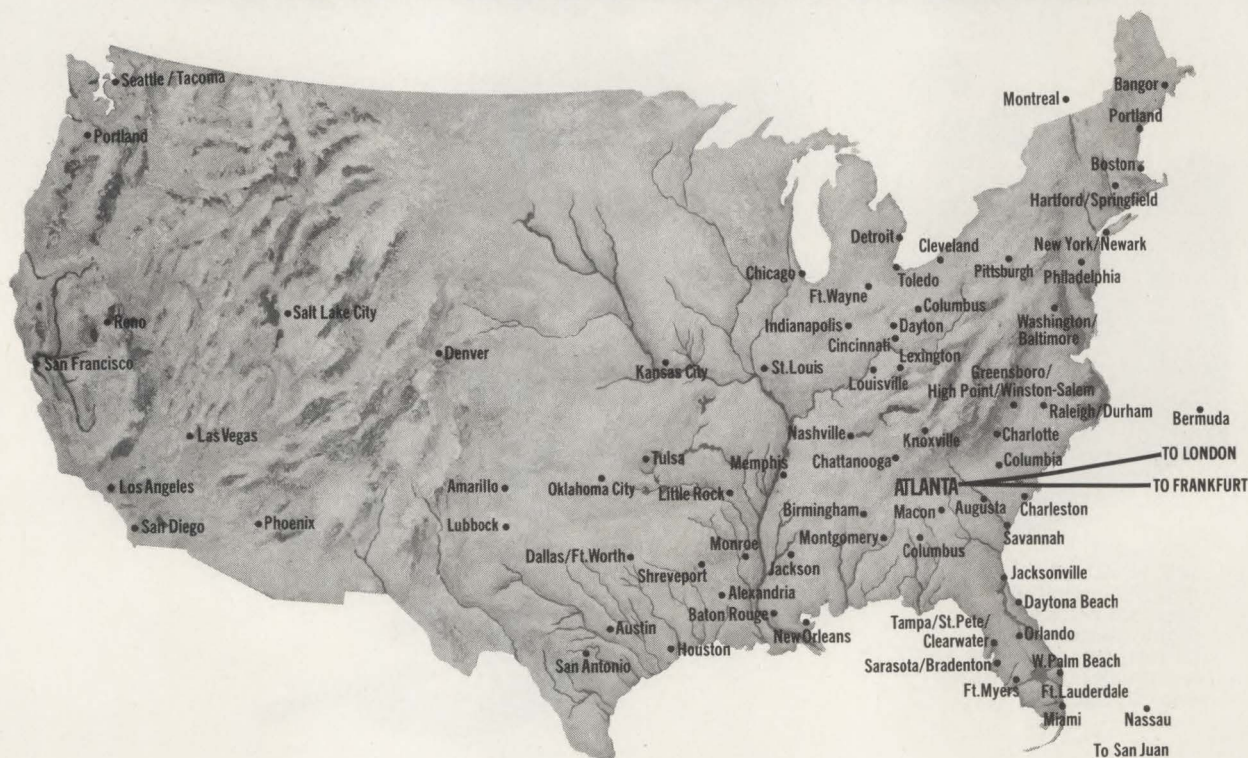 Seattle / Tacoma
Portland
Montreal
Bangor
Portland
Boston
Hartford/Springfield
Detroit
Cleveland
New York/Newark
Chicago
Toledo
Pittsburgh
Philadelphia
Ft.Wayne
Columbus
Salt Lake City
Reno
Indianapolis
Dayton
Washington/
Baltimore
Cincinnati
San Francisco
Denver
Kansas City
St.Louis
Lexington
Louisville
Greensboro/
High Point/Winston-Salem
Raleigh/Durham
Bermuda
Las Vegas
Nashville
Knoxville
Charlotte
Tulsa
Memphis
Chattanooga
Columbia
TO LONDON
Los Angeles
Amarillo
Oklahoma City
Little Rock
ATLANTA
TO FRANKFURT
San Diego
Phoenix
Lubbock
Birmingham
Macon
Augusta
Charleston
Dallas/Ft.Worth
Monroe
Montgomery
Columbus
Savannah
Shreveport
Jackson
Jacksonville
Alexandria
Daytona Beach
Baton Rouge
Austin
New Orleans
Tampa/St.Pete/
Clearwater
Orlando
San Antonio
Houston
Sarasota/Bradenton
W.Palm Beach
Ft.Myers
Ft.Lauderdale
Miami
Nassau
To San Juan